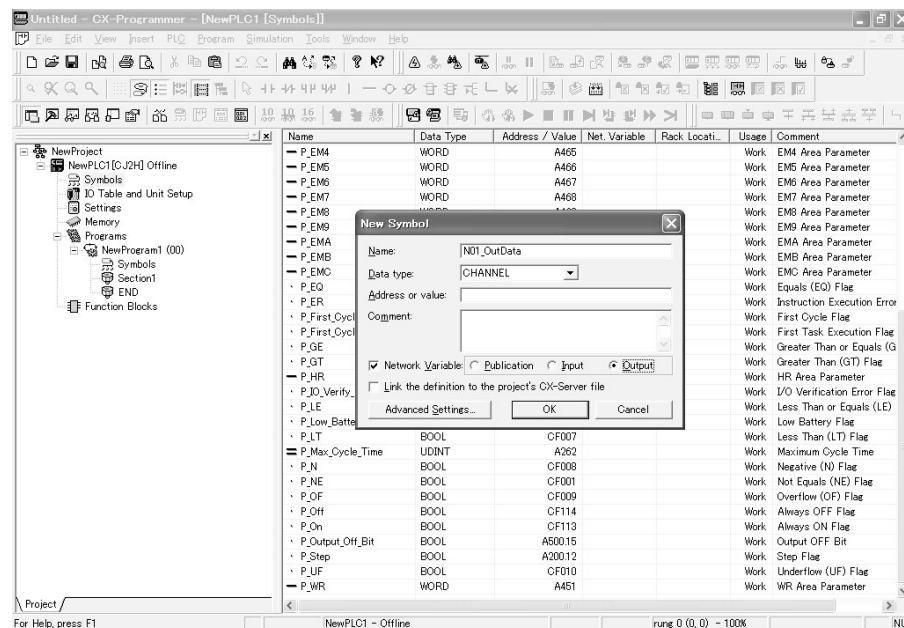 Untitled - CX-Programmer - [NewPLC1 [Symbols]]
File Edit View Insert PLC Program Simulation Tools Window Help
NewProject
NewPLC1[CJ2H] Offline
Symbols
IO Table and Unit Setup
Settings
Memory
Programs
NewProgram1 (00)
Symbols
Section1
END
Function Blocks
Project
Name Data Type Address / Value Net. Variable Rack Locati... Usage Comment
P_EM4 WORD A465 Work EM4 Area Parameter
P_EM5 WORD A466 Work EM5 Area Parameter
P_EM6 WORD A467 Work EM6 Area Parameter
P_EM7 WORD A468 Work EM7 Area Parameter
P_EM8 Work EM8 Area Parameter
P_EM9 Work EM9 Area Parameter
P_EMA Work EMA Area Parameter
P_EMB Work EMB Area Parameter
P_EMC Work EMC Area Parameter
P_EQ Work Equals (EQ) Flag
P_ER Work Instruction Execution Error
P_First_Cycl Work First Cycle Flag
P_First_Cycl Work First Task Execution Flag
P_GE Work Greater Than or Equals (G
P_GT Work Greater Than (GT) Flag
P_HR Work HR Area Parameter
P_IO_Verify_ Work I/O Verification Error Flag
P_LE Work Less Than or Equals (LE)
P_Low_Batte Work Low Battery Flag
P_LT BOOL CF007 Work Less Than (LT) Flag
P_Max_Cycle_Time UDINT A262 Work Maximum Cycle Time
P_N BOOL CF008 Work Negative (N) Flag
P_NE BOOL CF001 Work Not Equals (NE) Flag
P_OF BOOL CF009 Work Overflow (OF) Flag
P_Off BOOL CF114 Work Always OFF Flag
P_On BOOL CF113 Work Always ON Flag
P_Output_Off_Bit BOOL A500.15 Work Output OFF Bit
P_Step BOOL A200.12 Work Step Flag
P_UF BOOL CF010 Work Underflow (UF) Flag
P_WR WORD A451 Work WR Area Parameter
New Symbol
Name: N01_OutData
Data type: CHANNEL
Address or value:
Comment:
Network Variable: Publication Input Output
Link the definition to the project's CX-Server file
Advanced Settings... OK Cancel
For Help, press F1 NewPLC1 - Offline rung 0 (0, 0) - 100%